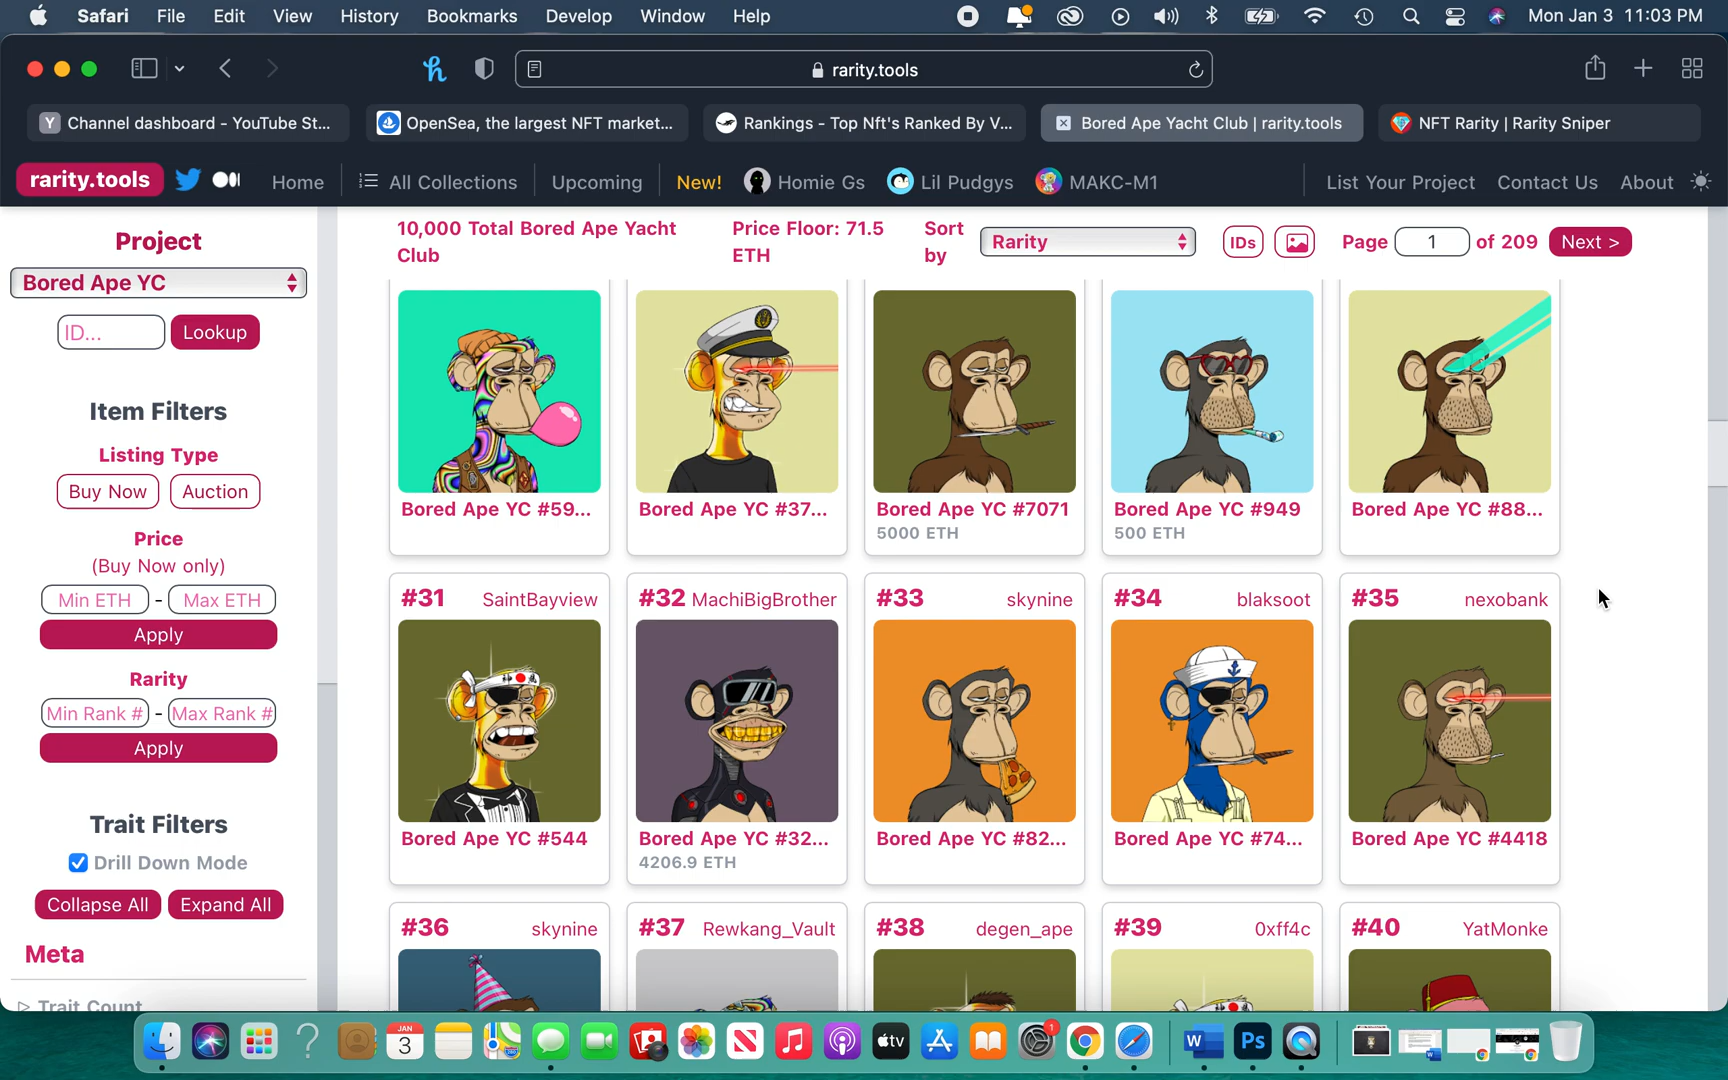 Safari File Edit View History Bookmarks Develop Window Help Mon Jan 3 11:03 PM
rarity.tools
Y Channel dashboard - YouTube St... OpenSea, the largest NFT market... Rankings - Top Nft's Ranked By V... Bored Ape Yacht Club | rarity.tools NFT Rarity | Rarity Sniper
rarity.tools Home All Collections Upcoming New! Homie Gs Lil Pudgys MAKC-M1 List Your Project Contact Us About
Project
Bored Ape YC
ID... Lookup
Item Filters
Listing Type
Buy Now Auction
Price
(Buy Now only)
Min ETH - Max ETH
Apply
Rarity
Min Rank # - Max Rank #
Apply
Trait Filters
Drill Down Mode
Collapse All Expand All
Meta
Trait Count
10,000 Total Bored Ape Yacht
Club
Price Floor: 71.5
ETH
Sort
by
Rarity
IDs
Page 1 of 209 Next >
Bored Ape YC #59... Bored Ape YC #37... Bored Ape YC #7071 Bored Ape YC #949 Bored Ape YC #88...
5000 ETH 500 ETH
#31 SaintBayview #32 MachiBigBrother #33 skynine #34 blaksoot #35 nexobank
Bored Ape YC #544 Bored Ape YC #32... Bored Ape YC #82... Bored Ape YC #74... Bored Ape YC #4418
4206.9 ETH
#36 skynine #37 Rewkang_Vault #38 degen_ape #39 0xff4c #40 YatMonke
JAN
3
tv
1
W
Ps